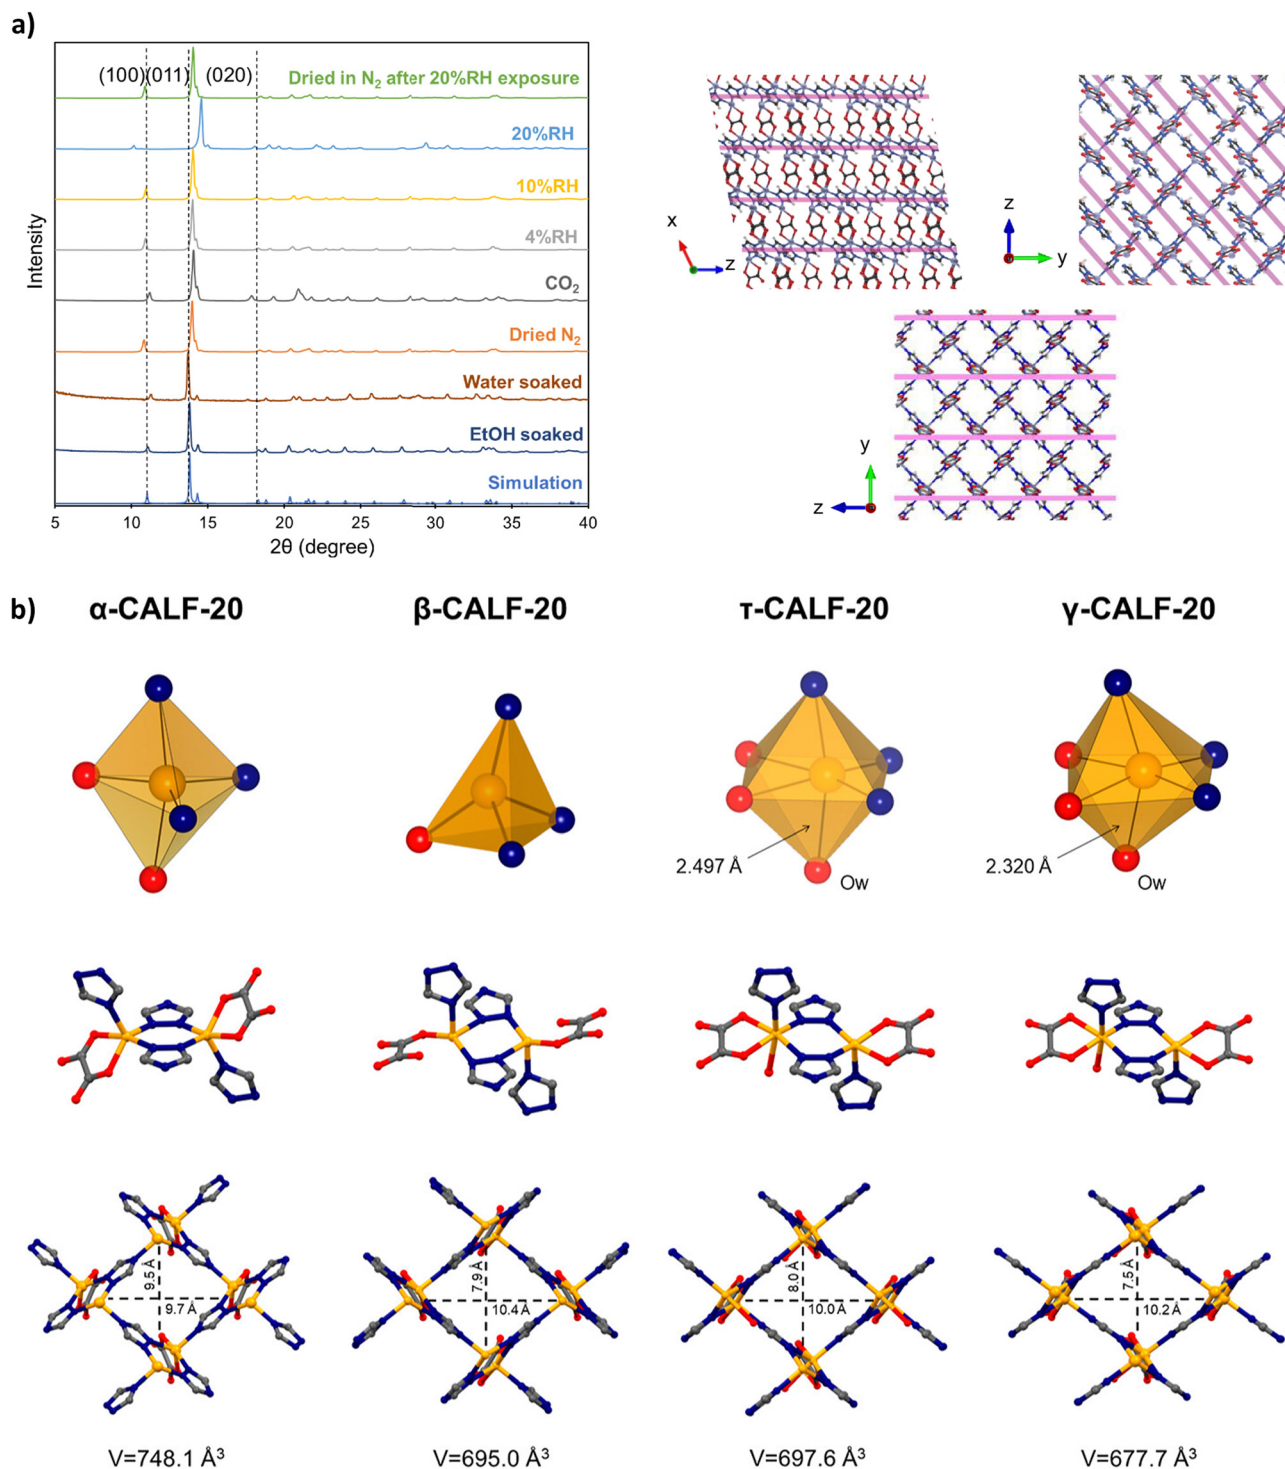 a)
(100)
(011)
(020)
Dried in N₂ after 20%RH exposure
20%RH
10%RH
4%RH
CO₂
Dried N₂
Water soaked
EtOH soaked
Simulation
Intensity
5 10 15 20 25 30 35 40
2θ (degree)
x
z
z
y
y
z
b)
α-CALF-20 β-CALF-20 τ-CALF-20 γ-CALF-20
2.497 Å
Ow
2.320 Å
Ow
9.5 Å
9.7 Å
7.9 Å
10.4 Å
8.0 Å
10.0 Å
7.5 Å
10.2 Å
V=748.1 Å³ V=695.0 Å³ V=697.6 Å³ V=677.7 Å³